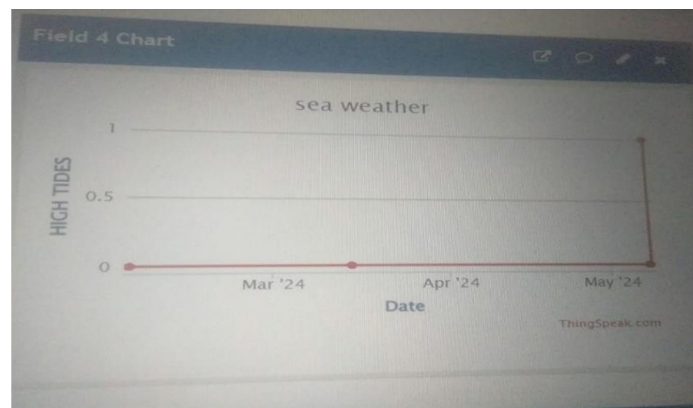 Field 4 Chart
sea weather
HIGH TIDES
1
0.5
0
Mar '24
Apr '24
May '24
Date
ThingSpeak.com